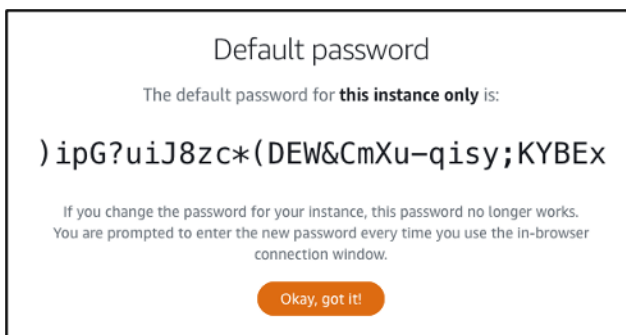 Default password
The default password for this instance only is:
)ipG?uiJ8zc*(DEW&CmXu-qisy;KYBEx
If you change the password for your instance, this password no longer works.
You are prompted to enter the new password every time you use the in-browser
connection window.
Okay, got it!